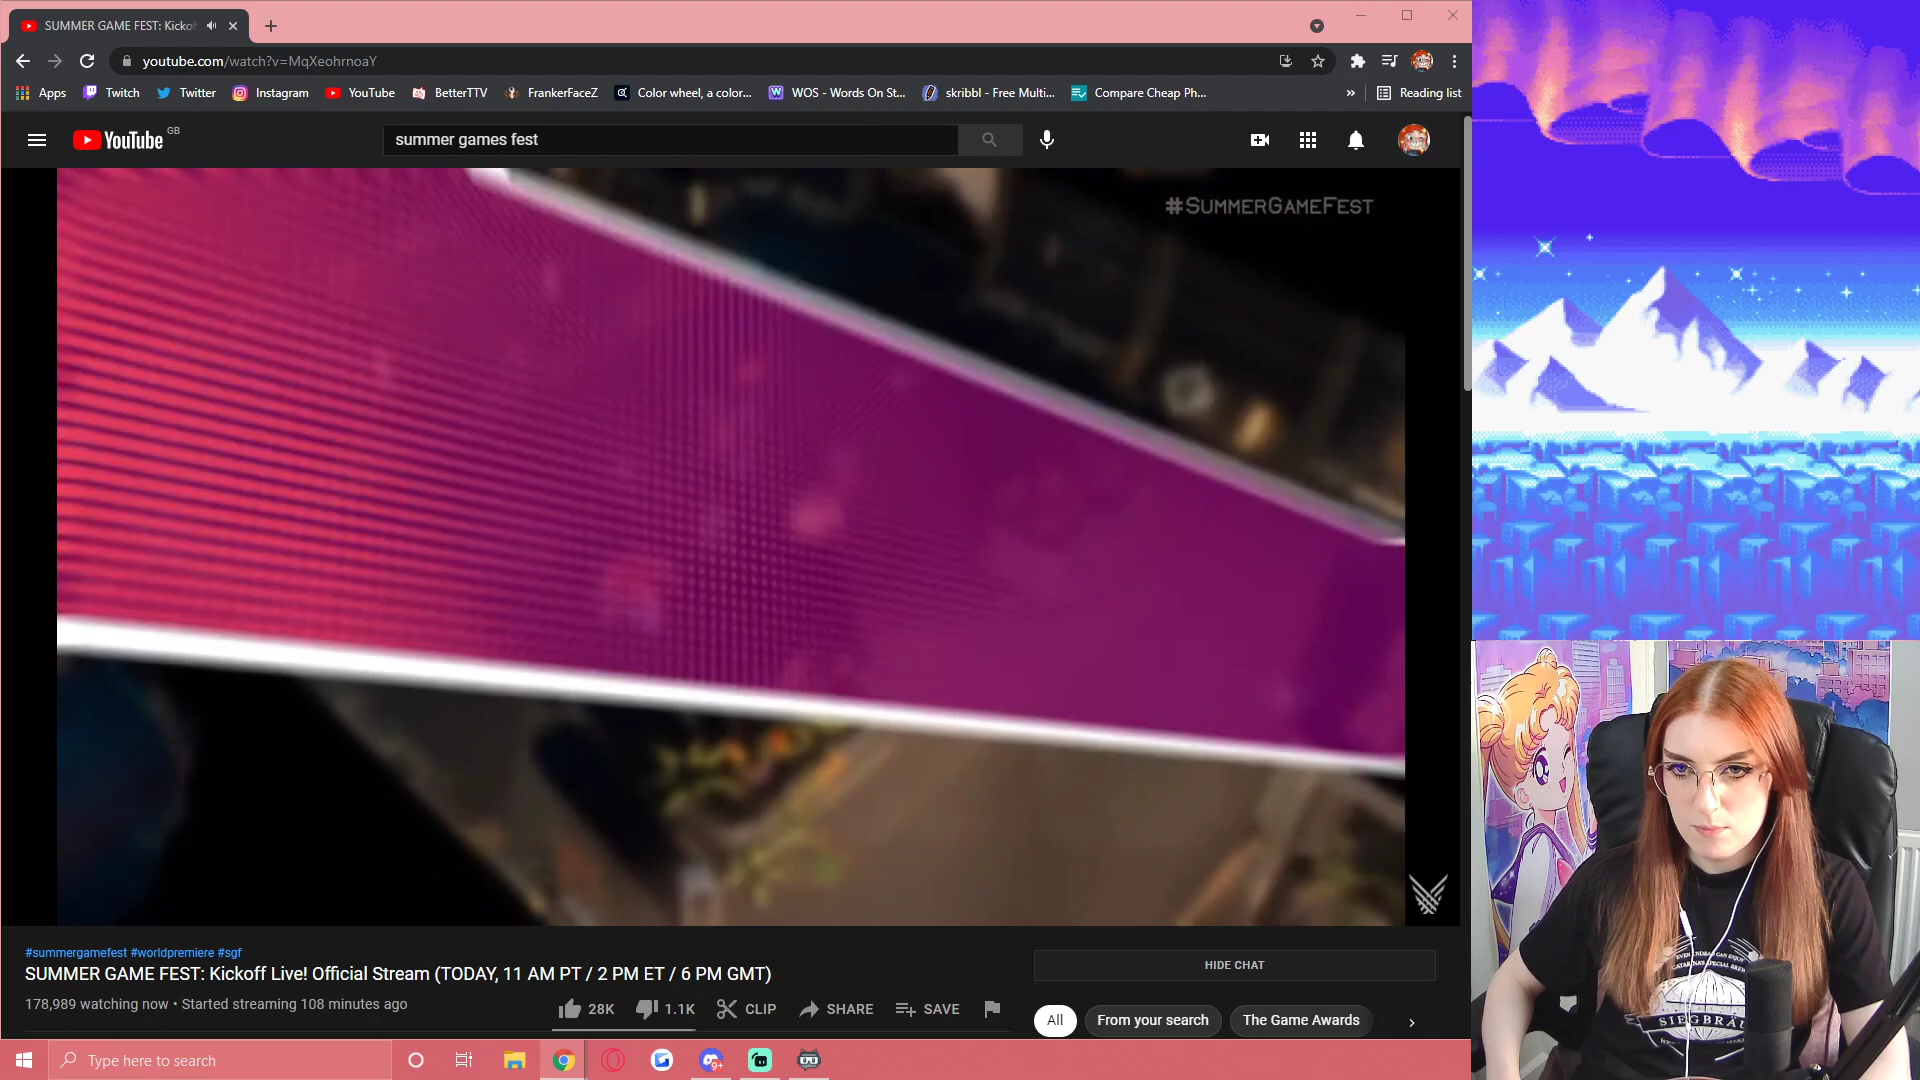 SUMMER GAME FEST: Kicko
youtube.com/watch?v=MqXeohrnoaY
Apps Twitch Twitter Instagram YouTube BetterTTV FrankerFaceZ Color wheel, a color... WOS - Words On St... skribbl - Free Multi... Compare Cheap Ph... » Reading list
YouTube GB
summer games fest
#SUMMERGAMEFEST
#summergamefest #worldpremiere #sgf
SUMMER GAME FEST: Kickoff Live! Official Stream (TODAY, 11 AM PT / 2 PM ET / 6 PM GMT)
178,989 watching now • Started streaming 108 minutes ago
28K 1.1K CLIP SHARE SAVE
HIDE CHAT
All From your search The Game Awards
Type here to search
9+
SIEGBRÄU